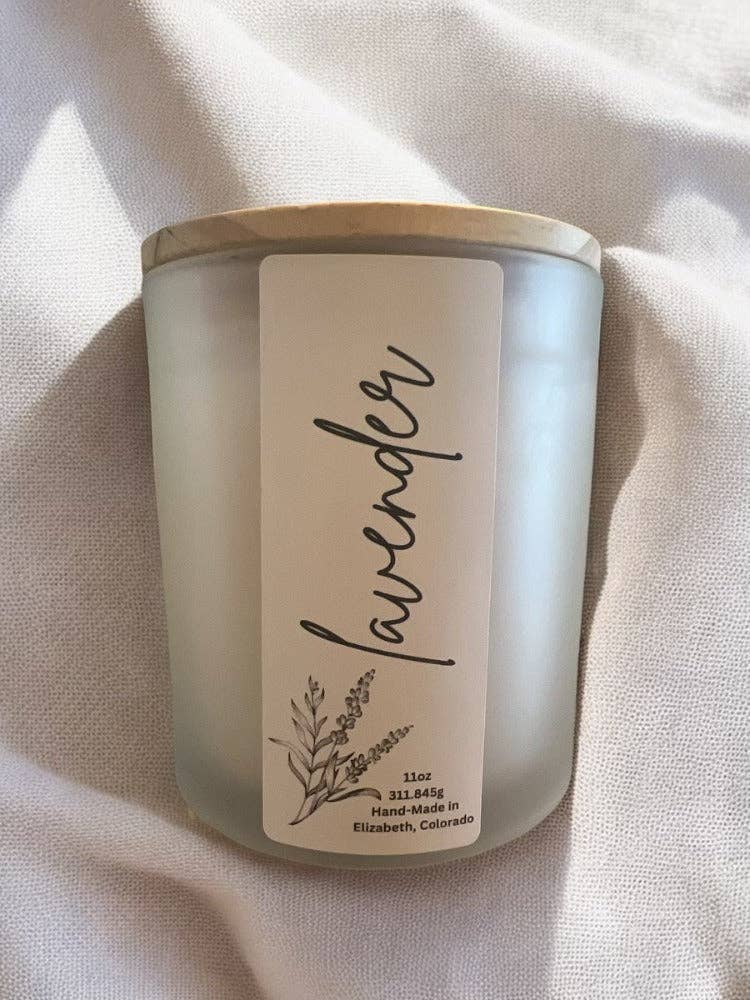 lavender
11oz
311.845g
Hand-Made in
Elizabeth, Colorado